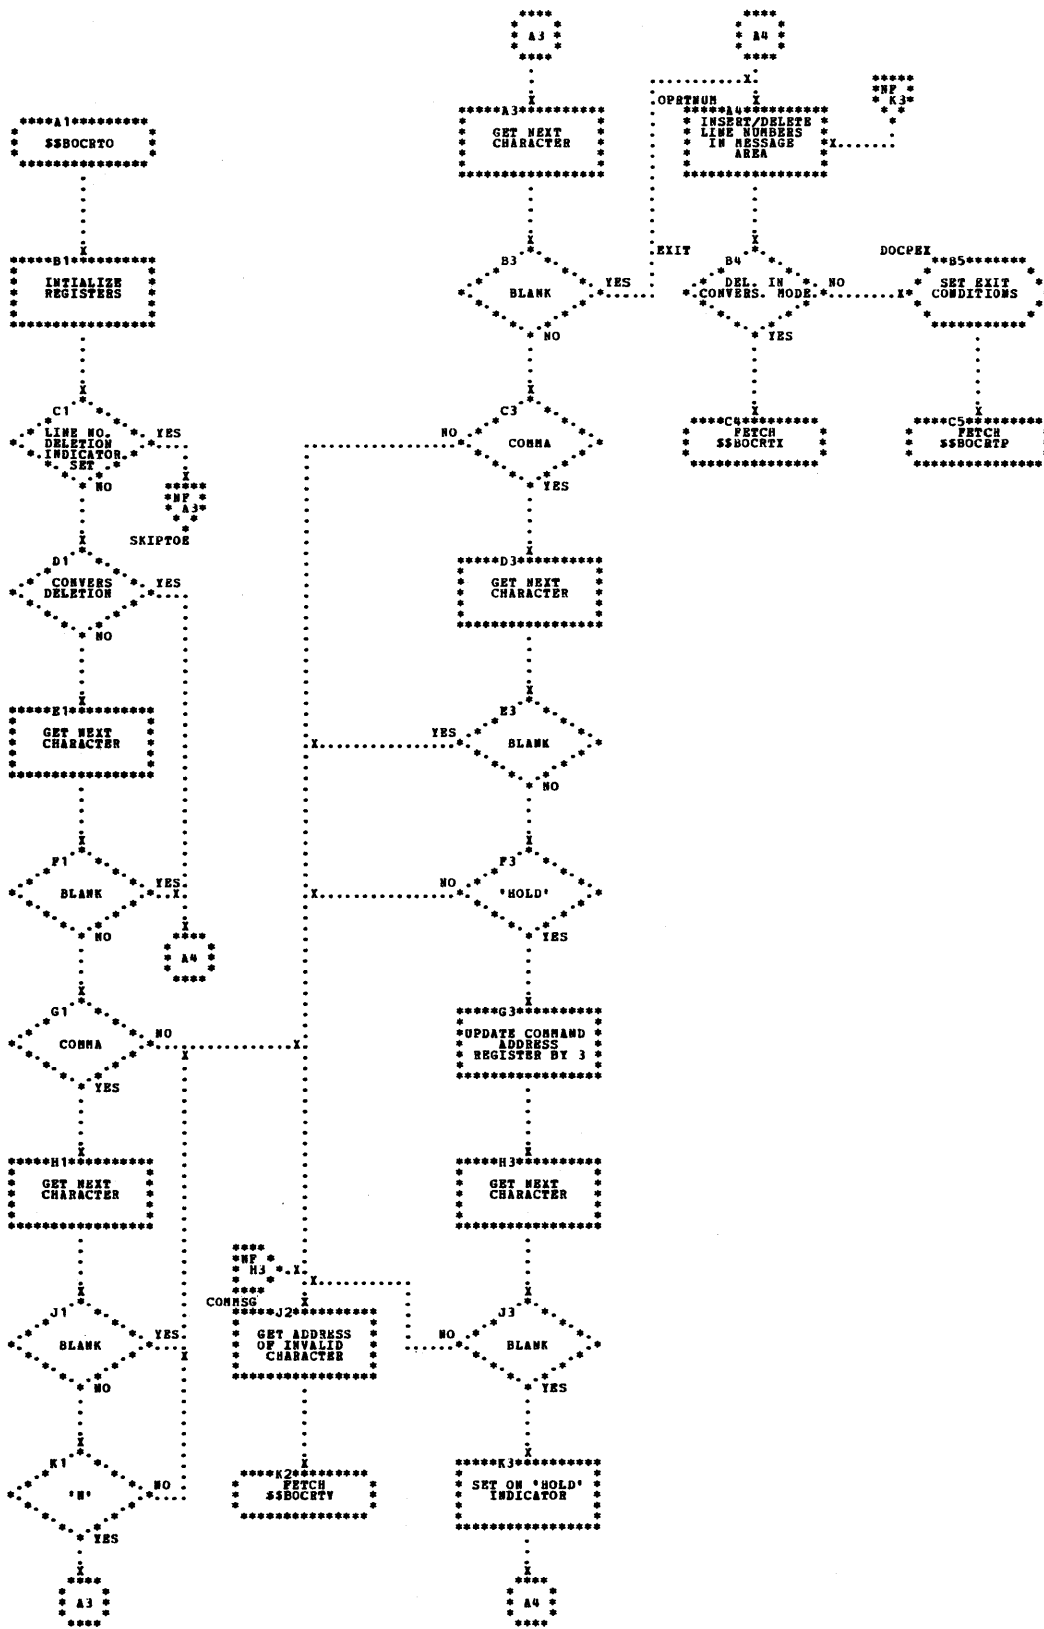 A1
$$BOCRTO
B1
INTIALIZE
REGISTERS
C1
LINE NO.
DELETION
INDICATOR
SET
YES
NO
NP
A3
SKIPTOE
D1
CONVERS
DELETION
YES
NO
E1
GET NEXT
CHARACTER
F1
BLANK
YES
NO
A4
G1
COMMA
NO
YES
H1
GET NEXT
CHARACTER
J1
BLANK
YES
NO
K1
'N'
NO
YES
A3
NP
H3
COMMSG
J2
GET ADDRESS
OF INVALID
CHARACTER
K2
FETCH
$$BOCRTV
A3
A3
GET NEXT
CHARACTER
B3
BLANK
YES
NO
C3
COMMA
NO
YES
D3
GET NEXT
CHARACTER
E3
BLANK
YES
NO
F3
'HOLD'
NO
YES
G3
UPDATE COMMAND
ADDRESS
REGISTER BY 3
H3
GET NEXT
CHARACTER
J3
BLANK
NO
YES
K3
SET ON 'HOLD'
INDICATOR
A4
A4
OPRTNUM
A4
INSERT/DELETE
LINE NUMBERS
IN MESSAGE
AREA
NP
K3
EXIT
B4
DEL. IN
CONVERS. MODE
NO
YES
C4
FETCH
$$BOCRTX
DOCPEX
B5
SET EXIT
CONDITIONS
C5
FETCH
$$BOCRTP